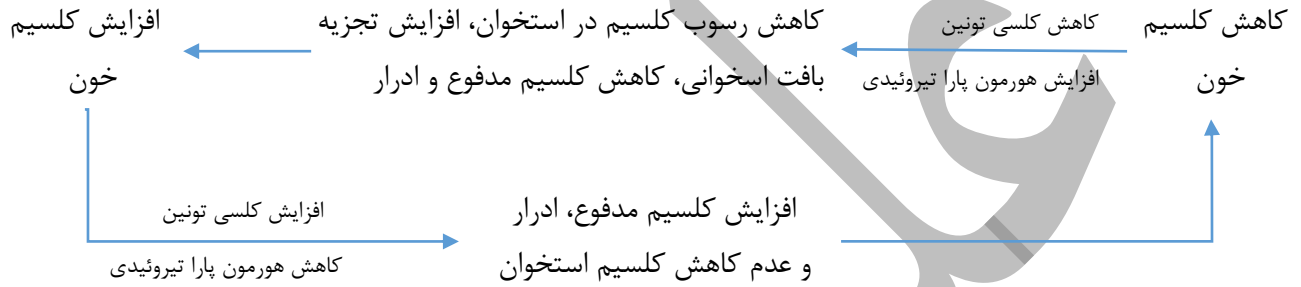 کاهش کلسیم
خون
کاهش کلسی تونین
افزایش هورمون پارا تیروئیدی
کاهش رسوب کلسیم در استخوان، افزایش تجزیه
بافت اسخوانی، کاهش کلسیم مدفوع و ادرار
افزایش کلسیم
خون
افزایش کلسی تونین
کاهش هورمون پارا تیروئیدی
افزایش کلسیم مدفوع، ادرار
و عدم کاهش کلسیم استخوان